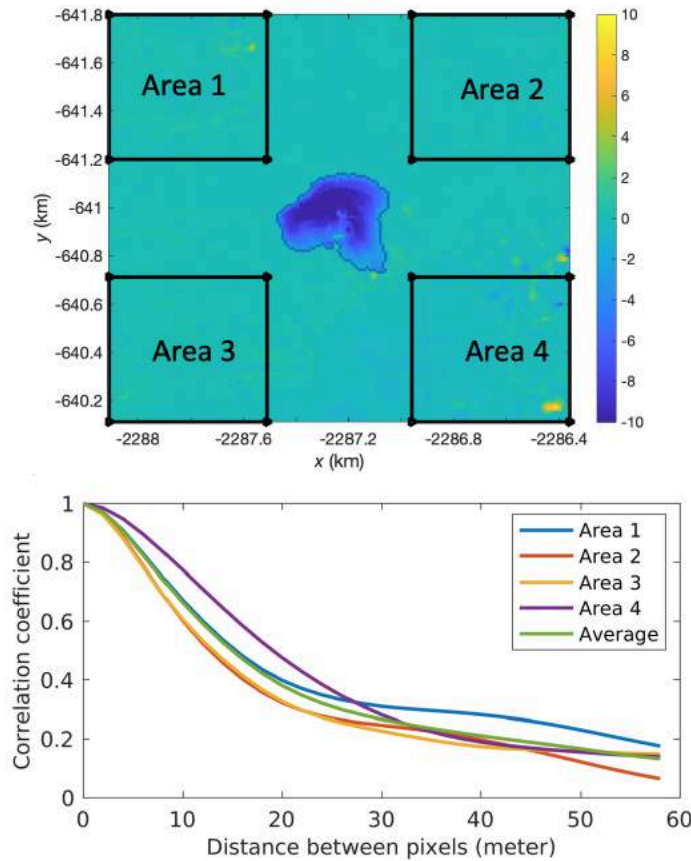 -641.8
-641.6
-641.4
-641.2
-641
-640.8
-640.6
-640.4
-640.2
y (km)
Area 1
Area 2
Area 3
Area 4
10
8
6
4
2
0
-2
-4
-6
-8
-10
-2288 -2287.6 -2287.2 -2286.8 -2286.4
x (km)
1
0.8
0.6
0.4
0.2
0
Correlation coefficient
Area 1
Area 2
Area 3
Area 4
Average
0 10 20 30 40 50 60
Distance between pixels (meter)